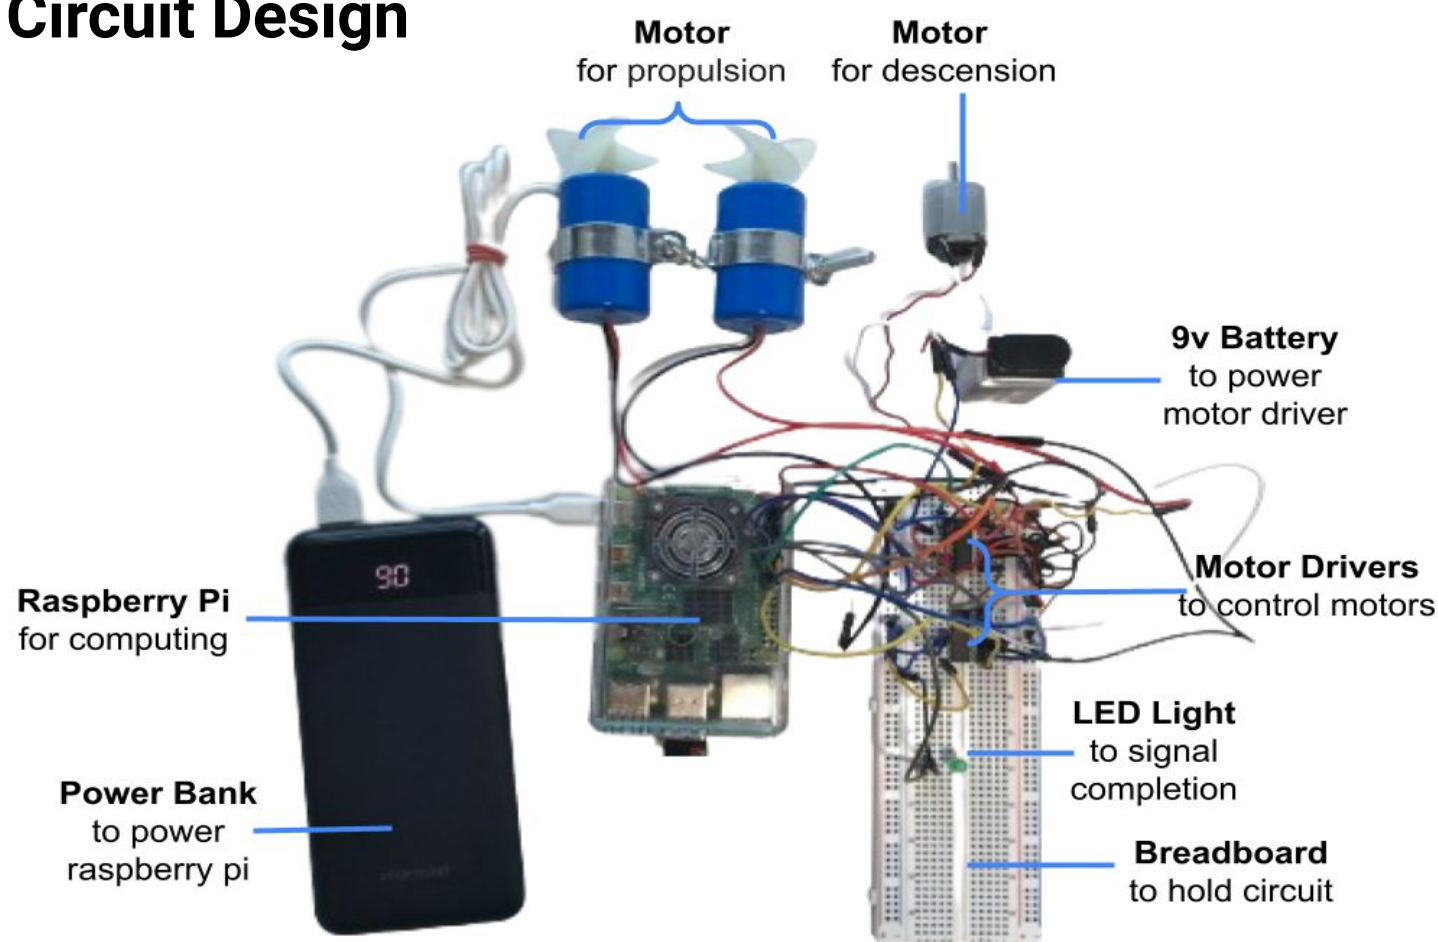 Circuit Design
Motor
for propulsion
Motor
for descension
9v Battery
to power
motor driver
Motor Drivers
to control motors
Raspberry Pi
for computing
90
LED Light
to signal
completion
Power Bank
to power
raspberry pi
Breadboard
to hold circuit